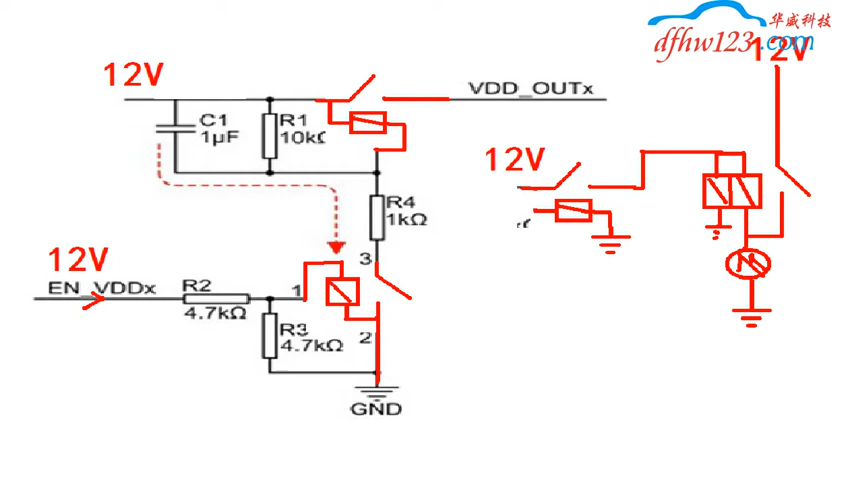 华威科技
dfhw123.com
12V
12V
VDD_OUTx
C1
1μF
R1
10kΩ
12V
R4
1kΩ
12V
EN_VDDx
R2
4.7kΩ
1
3
R3
4.7kΩ
2
GND